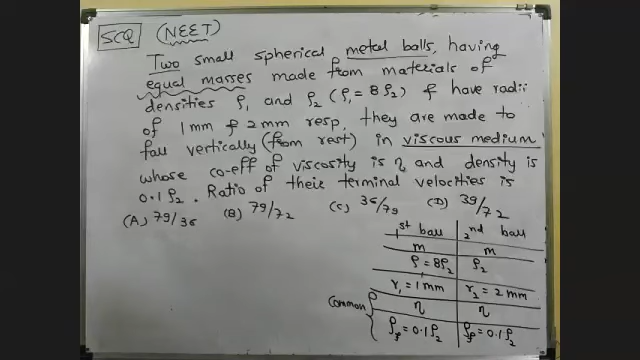 SCQ (NEET)
Two small spherical metal balls, having
equal masses made from materials of
densities ρ₁ and ρ₂ (ρ₁ = 8ρ₂) & have radii
of 1mm & 2mm resp, they are made to
fall vertically (from rest) in viscous medium
whose co-eff of viscosity is η and density is
0.1ρ₂. Ratio of their terminal velocities is
(A) 79/36 (B) 79/72 (C) 36/79 (D) 39/72
1st ball 2nd ball
m m
ρ = 8ρ₂ ρ₂
r₁ = 1mm r₂ = 2mm
Common { η η
ρf = 0.1ρ₂ ρf = 0.1ρ₂